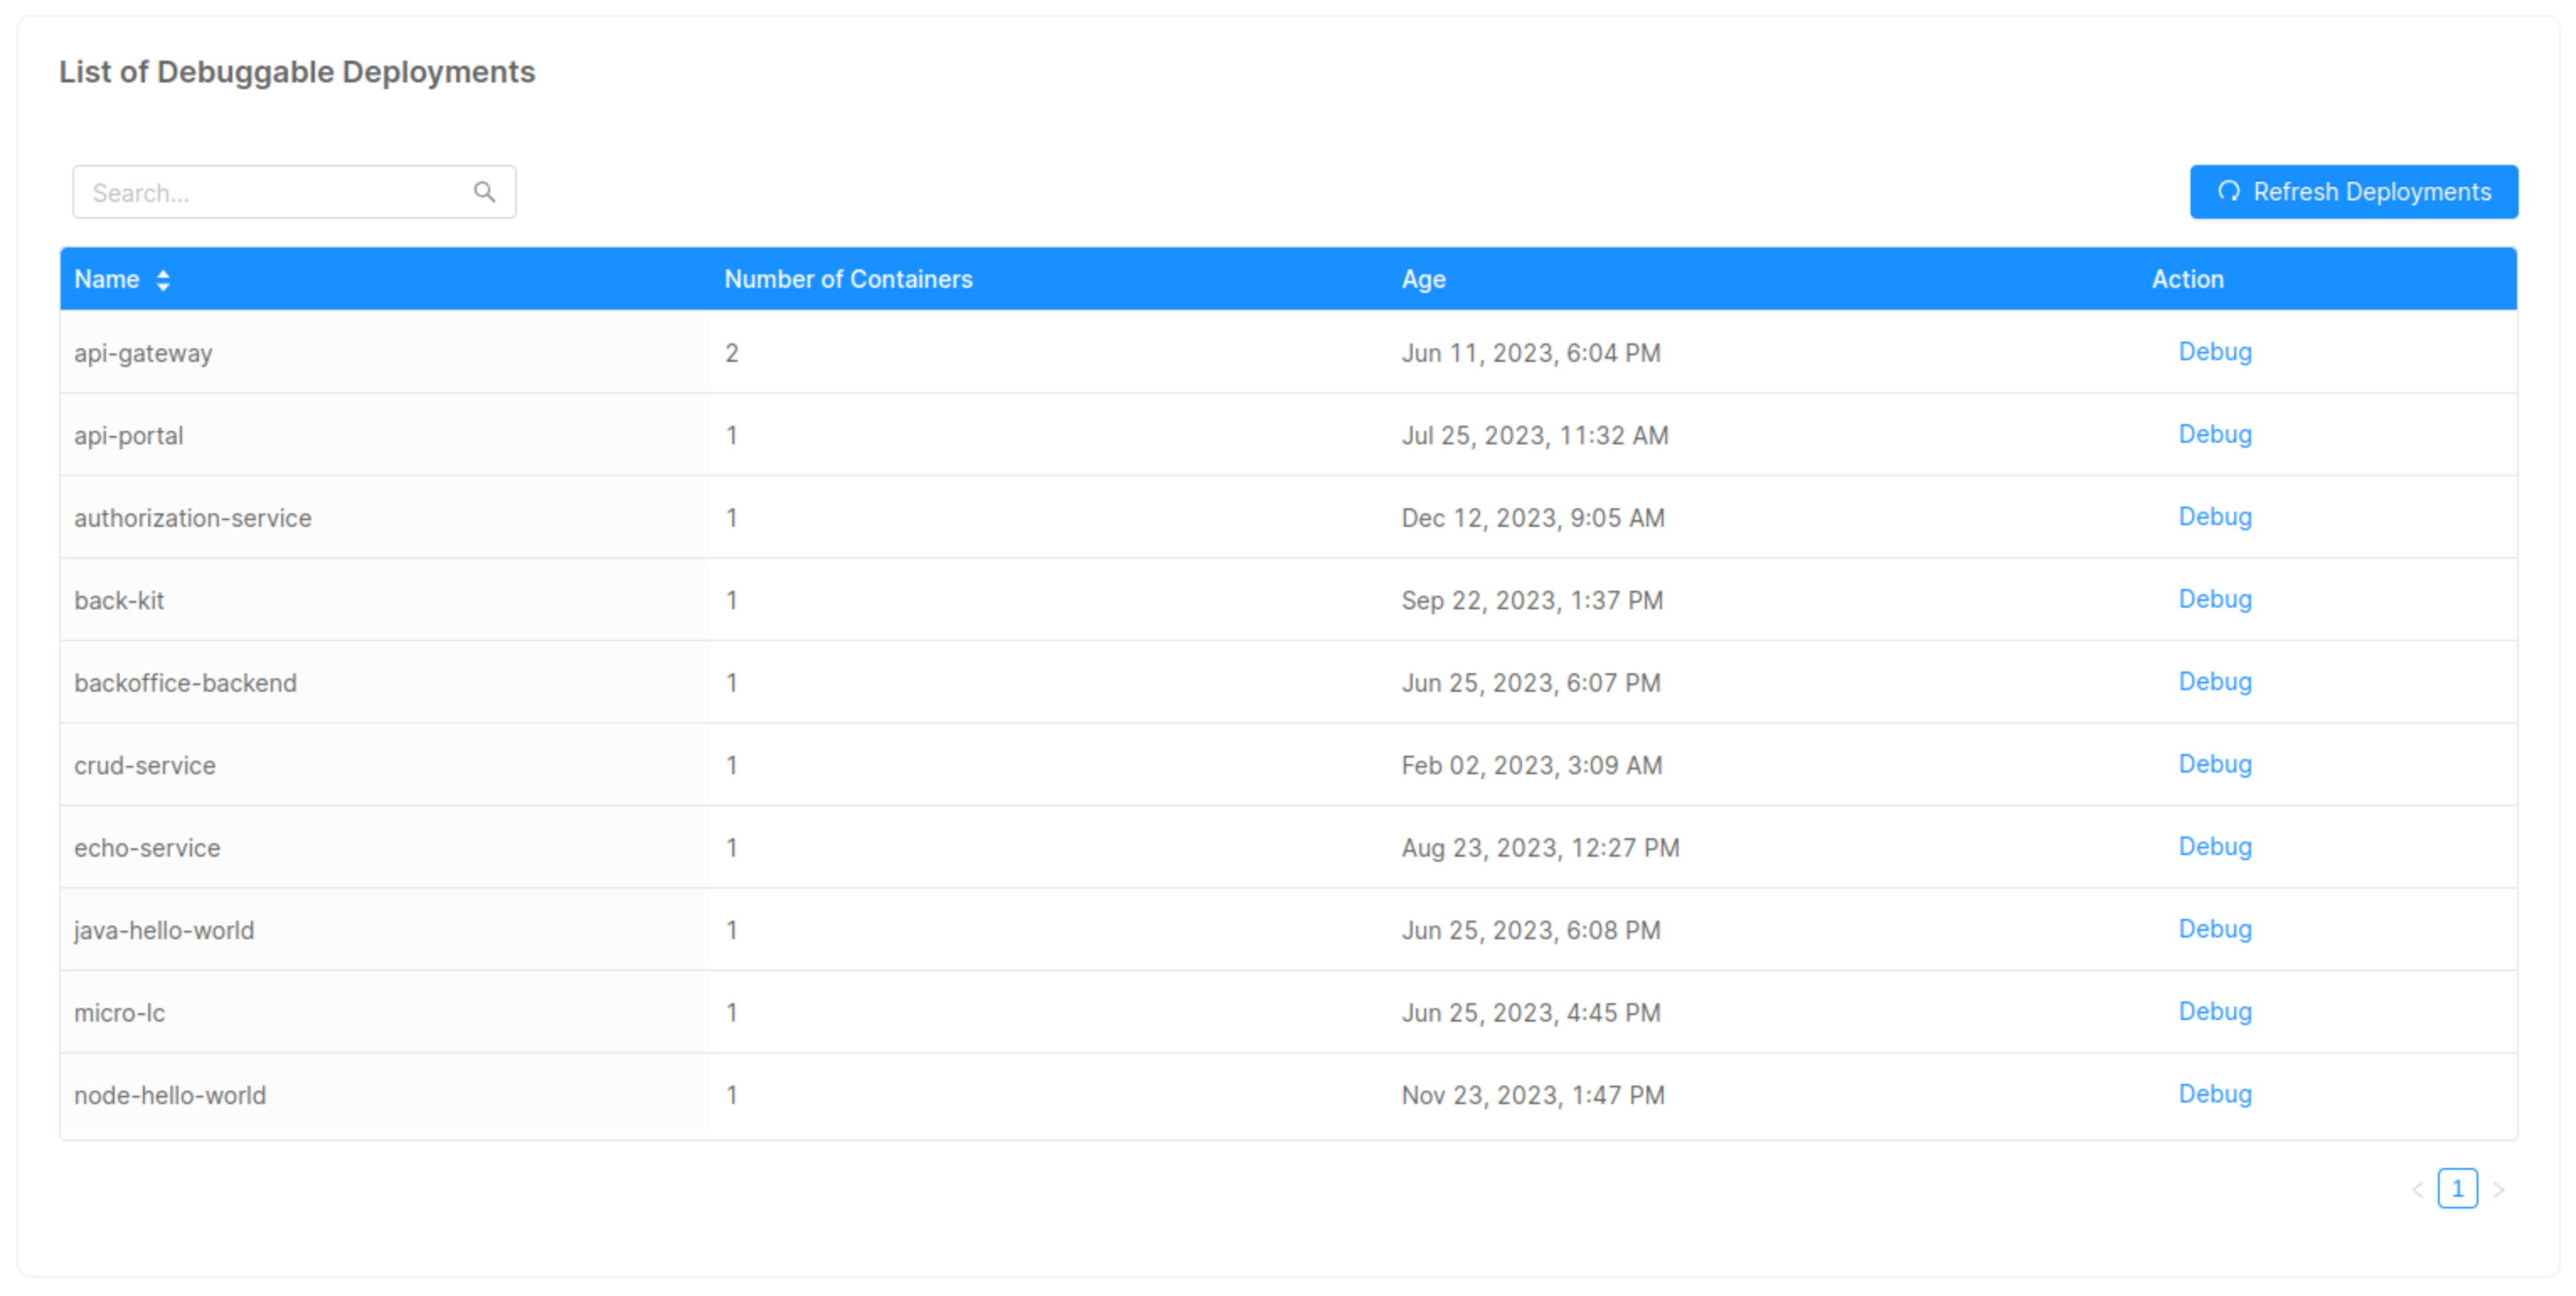 List of Debuggable Deployments
Search...
Refresh Deployments
Name Number of Containers Age Action
api-gateway 2 Jun 11, 2023, 6:04 PM Debug
api-portal 1 Jul 25, 2023, 11:32 AM Debug
authorization-service 1 Dec 12, 2023, 9:05 AM Debug
back-kit 1 Sep 22, 2023, 1:37 PM Debug
backoffice-backend 1 Jun 25, 2023, 6:07 PM Debug
crud-service 1 Feb 02, 2023, 3:09 AM Debug
echo-service 1 Aug 23, 2023, 12:27 PM Debug
java-hello-world 1 Jun 25, 2023, 6:08 PM Debug
micro-lc 1 Jun 25, 2023, 4:45 PM Debug
node-hello-world 1 Nov 23, 2023, 1:47 PM Debug
1